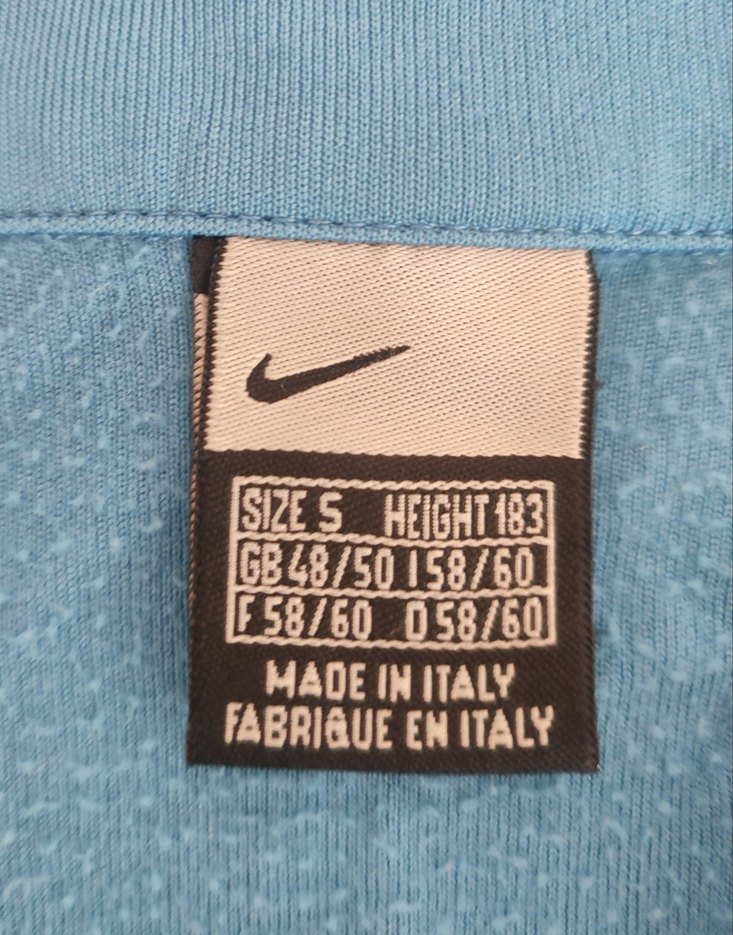 SIZE S HEIGHT 183
GB 48/50 I 58/60
F 58/60 D 58/60
MADE IN ITALY
FABRIQUE EN ITALY